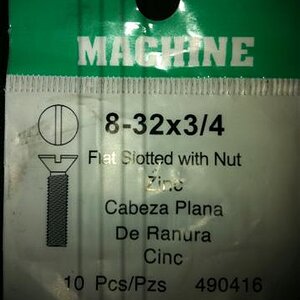 MACHINE
8-32x3/4
Flat Slotted with Nut
Zinc
Cabeza Plana
De Ranura
Cinc
10 Pcs/Pzs 490416